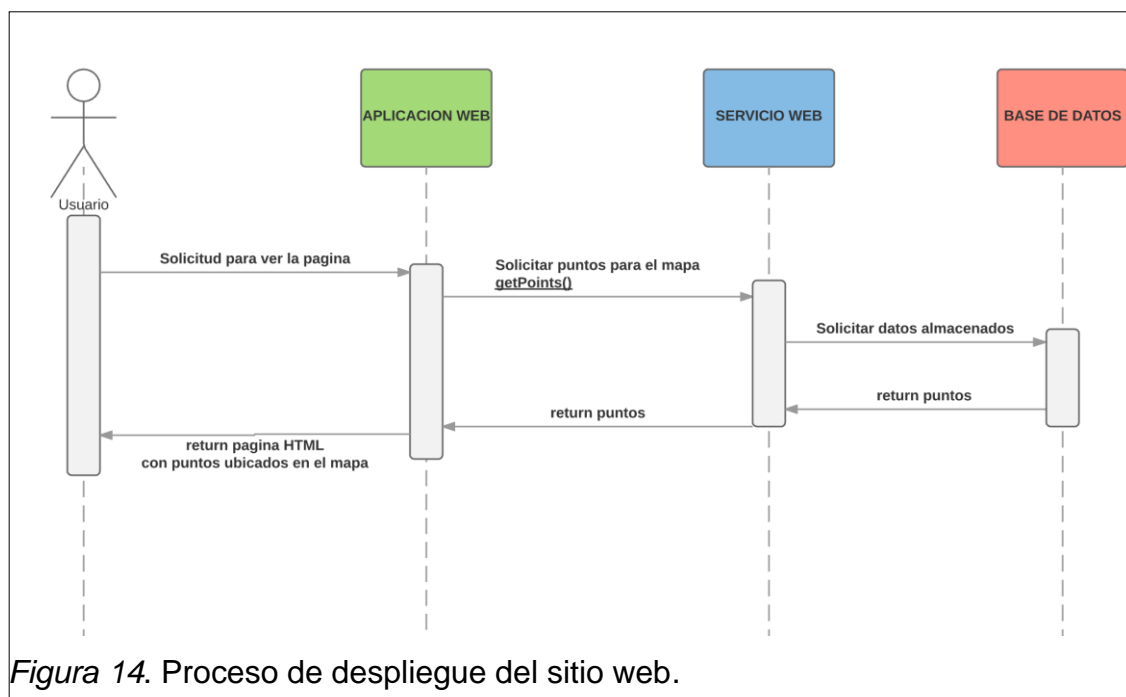 APLICACION WEB
SERVICIO WEB
BASE DE DATOS
Usuario
Solicitud para ver la pagina
Solicitar puntos para el mapa
getPoints()
Solicitar datos almacenados
return puntos
return puntos
return pagina HTML
con puntos ubicados en el mapa
Figura 14. Proceso de despliegue del sitio web.